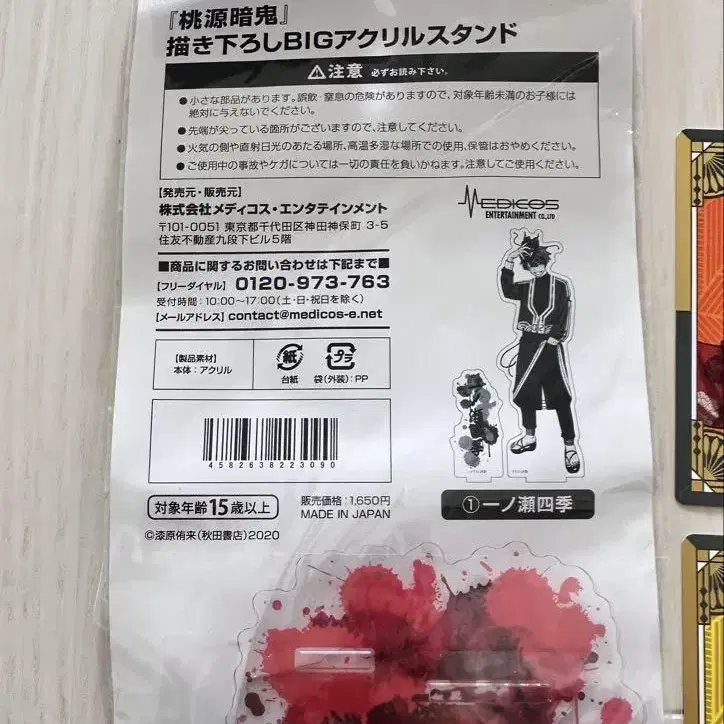 『桃源暗鬼』
描き下ろしBIGアクリルスタンド
⚠注意 必ずお読み下さい。
●小さな部品があります。誤飲・窒息の危険がありますので、対象年齢未満のお子様には
絶対に与えないでください。
●先端が尖っている箇所がございますので、注意してください。
●火気の側や直射日光のあたる場所、高温多湿な場所での使用、保管はおやめください。
●ご使用中の事故やケガについては一切の責任を負いかねます。注意してご使用ください。
【発売元・販売元】
株式会社メディコス・エンタテインメント
〒101-0051 東京都千代田区神田神保町 3-5
住友不動産九段下ビル5階
MEDICOS
ENTERTAINMENT CO.,LTD
■商品に関するお問い合わせは下記まで■
【フリーダイヤル】 0120-973-763
受付時間：10:00〜17:00（土・日・祝日を除く）
【メールアドレス】contact@medicos-e.net
【製品素材】
本体：アクリル
紙
台紙
プラ
袋（外装）：PP
4582638223090
対象年齢15歳以上
販売価格：1,650円
MADE IN JAPAN
①一ノ瀬四季
©漆原侑来（秋田書店）2020